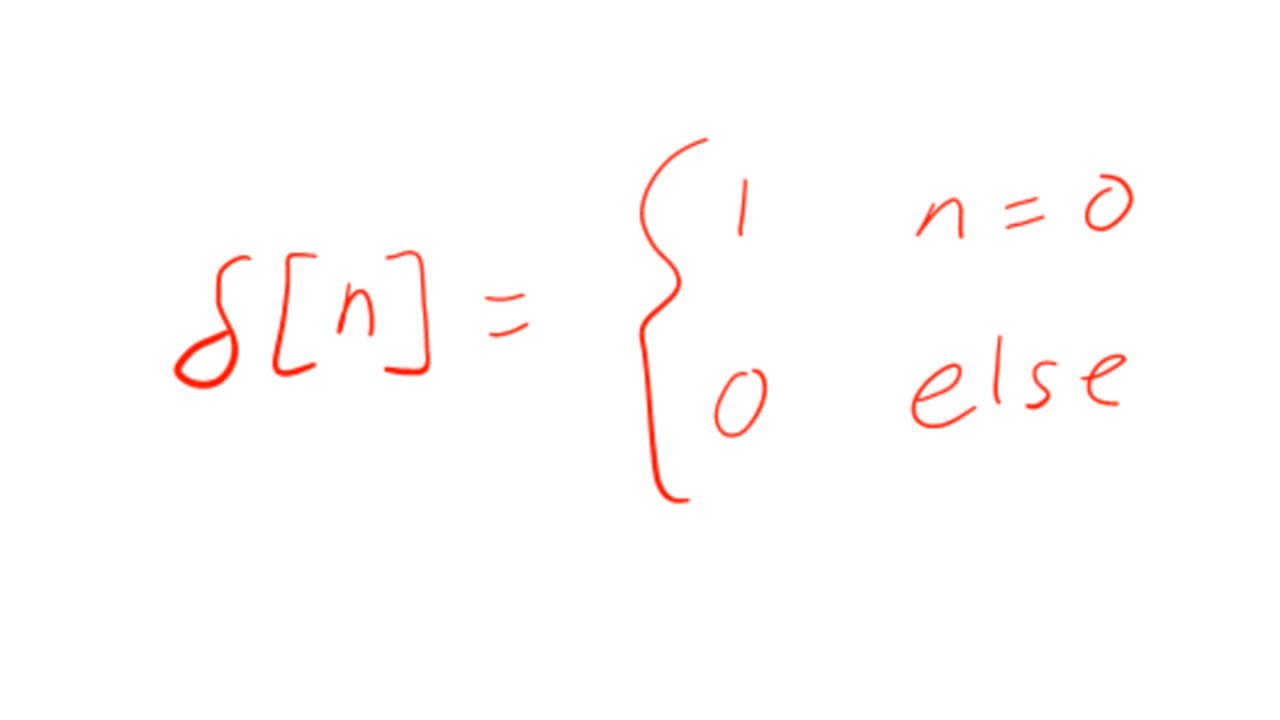 δ[n] = { 1 n = 0
0 else